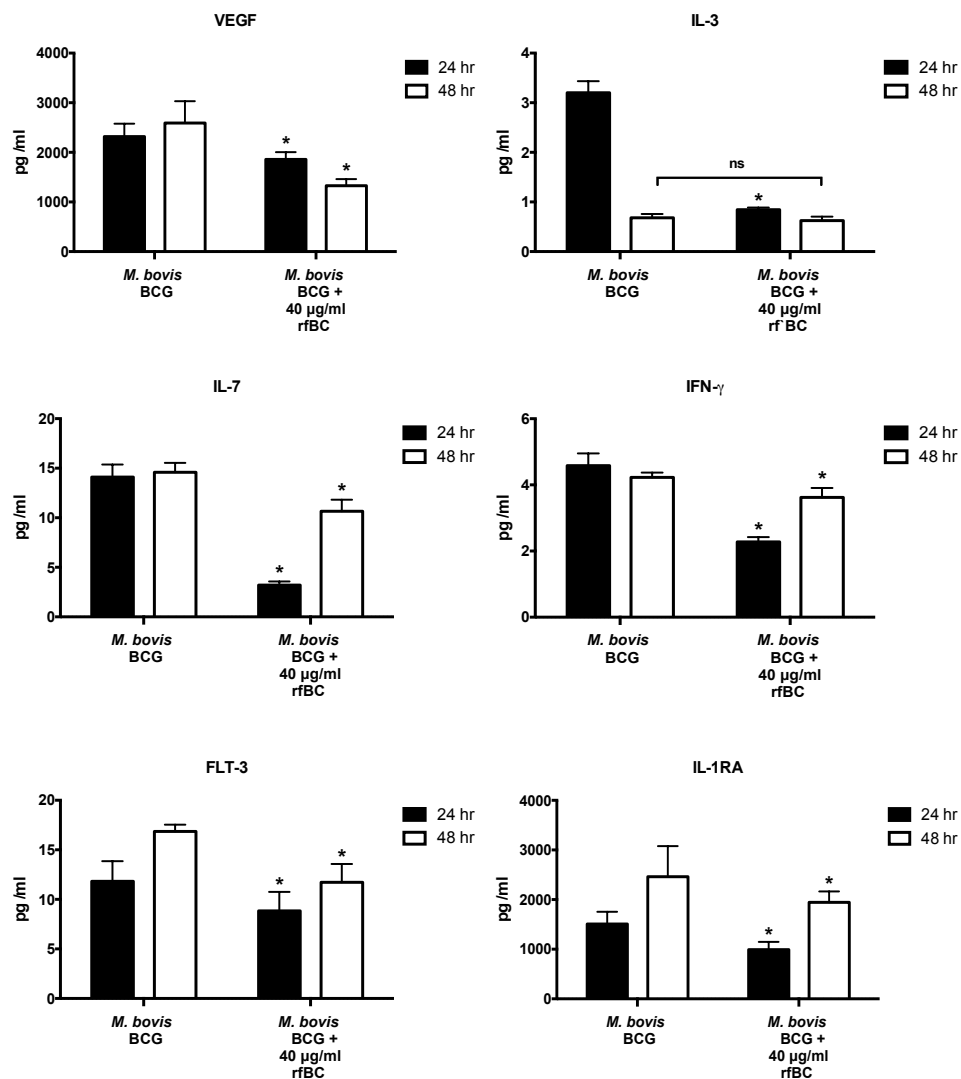 VEGF
4000
3000
2000
1000
0
pg /ml
24 hr
48 hr
*
*
M. bovis
BCG
M. bovis
BCG +
40 µg/ml
rfBC
IL-3
4
3
2
1
0
pg /ml
24 hr
48 hr
ns
*
M. bovis
BCG
M. bovis
BCG +
40 µg/ml
rf`BC
IL-7
20
15
10
5
0
pg /ml
24 hr
48 hr
*
*
M. bovis
BCG
M. bovis
BCG +
40 µg/ml
rfBC
IFN-γ
6
4
2
0
pg /ml
24 hr
48 hr
*
*
M. bovis
BCG
M. bovis
BCG +
40 µg/ml
rfBC
FLT-3
20
15
10
5
0
pg /ml
24 hr
48 hr
*
*
M. bovis
BCG
M. bovis
BCG +
40 µg/ml
rfBC
IL-1RA
4000
3000
2000
1000
0
pg /ml
24 hr
48 hr
*
*
M. bovis
BCG
M. bovis
BCG +
40 µg/ml
rfBC